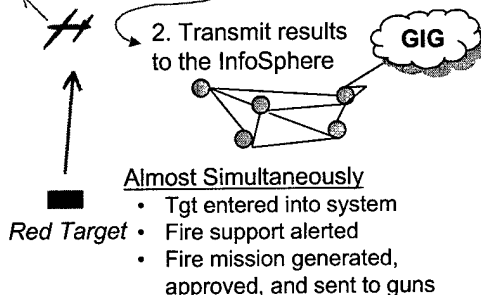 2. Transmit results
to the InfoSphere
GIG
Almost Simultaneously
• Tgt entered into system
Red Target
• Fire support alerted
• Fire mission generated,
approved, and sent to guns